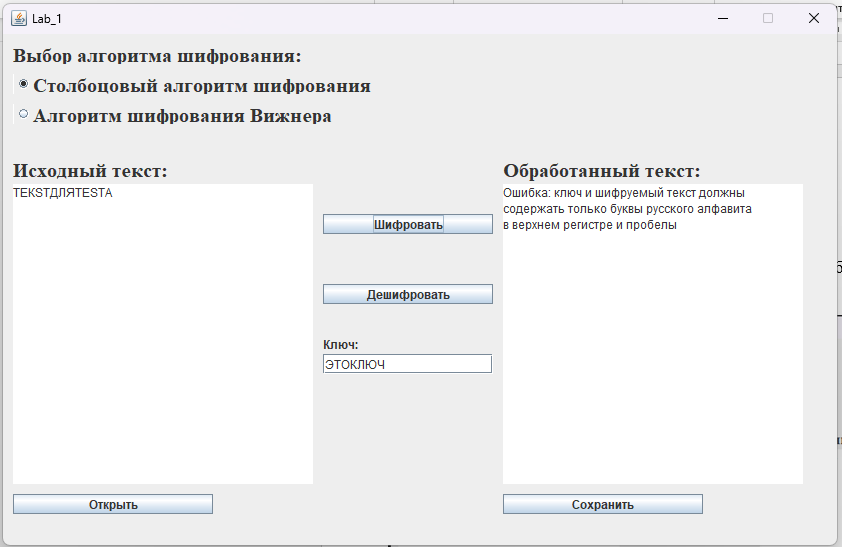 Lab_1
Выбор алгоритма шифрования:
Столбцовый алгоритм шифрования
Алгоритм шифрования Вижнера
Исходный текст:
Обработанный текст:
ТЕКSТДЛЯТЕSТА
Ошибка: ключ и шифруемый текст должны
содержать только буквы русского алфавита
в верхнем регистре и пробелы
Шифровать
Дешифровать
Ключ:
ЭТОКЛЮЧ
Открыть
Сохранить